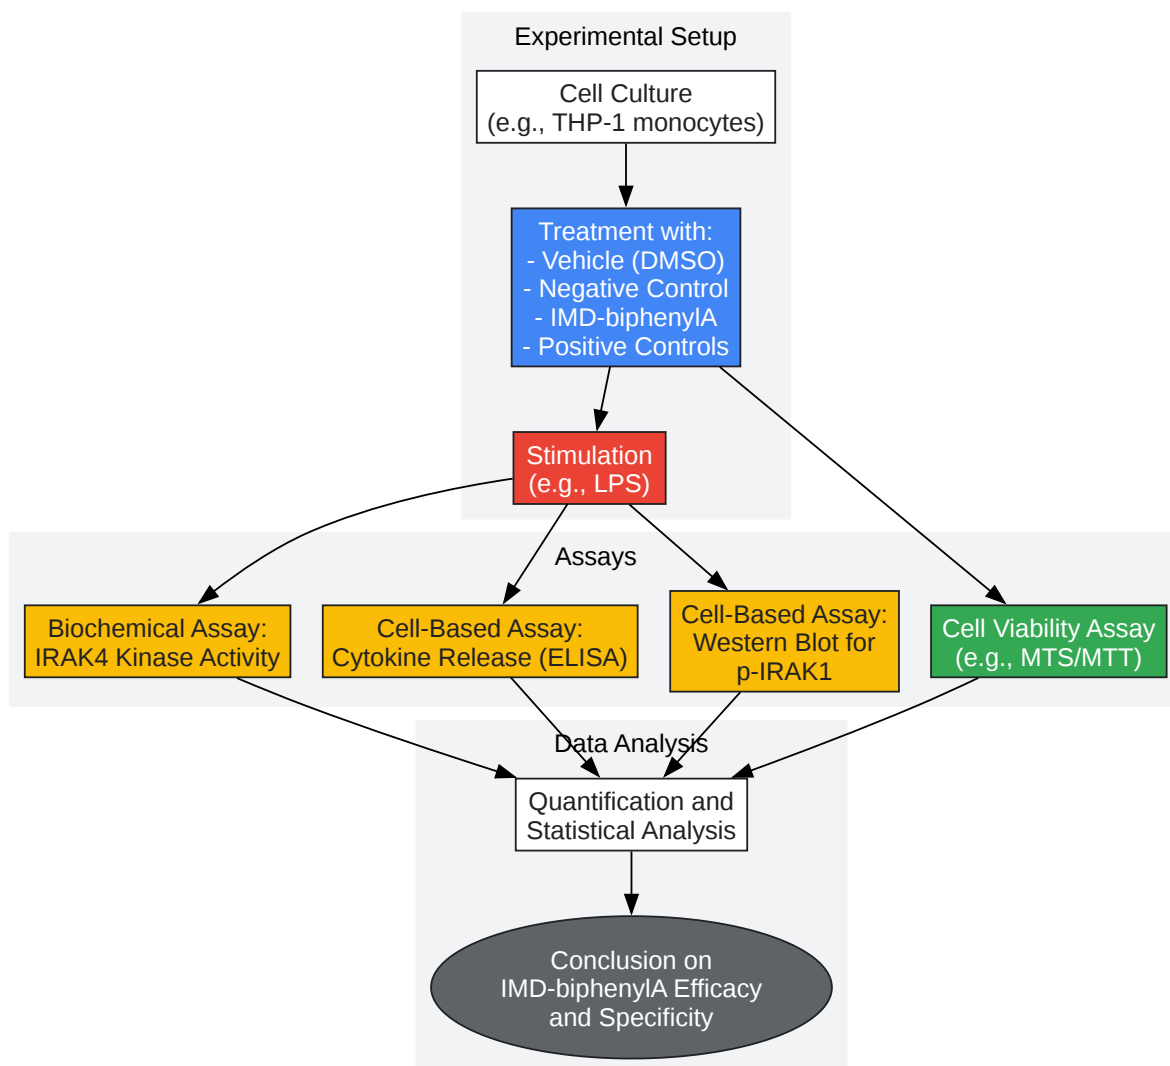 Experimental Setup
Cell Culture
(e.g., THP-1 monocytes)
Treatment with:
- Vehicle (DMSO)
- Negative Control
- IMD-biphenylA
- Positive Controls
Stimulation
(e.g., LPS)
Assays
Biochemical Assay:
IRAK4 Kinase Activity
Cell-Based Assay:
Cytokine Release (ELISA)
Cell-Based Assay:
Western Blot for
p-IRAK1
Cell Viability Assay
(e.g., MTS/MTT)
Data Analysis
Quantification and
Statistical Analysis
Conclusion on
IMD-biphenylA Efficacy
and Specificity